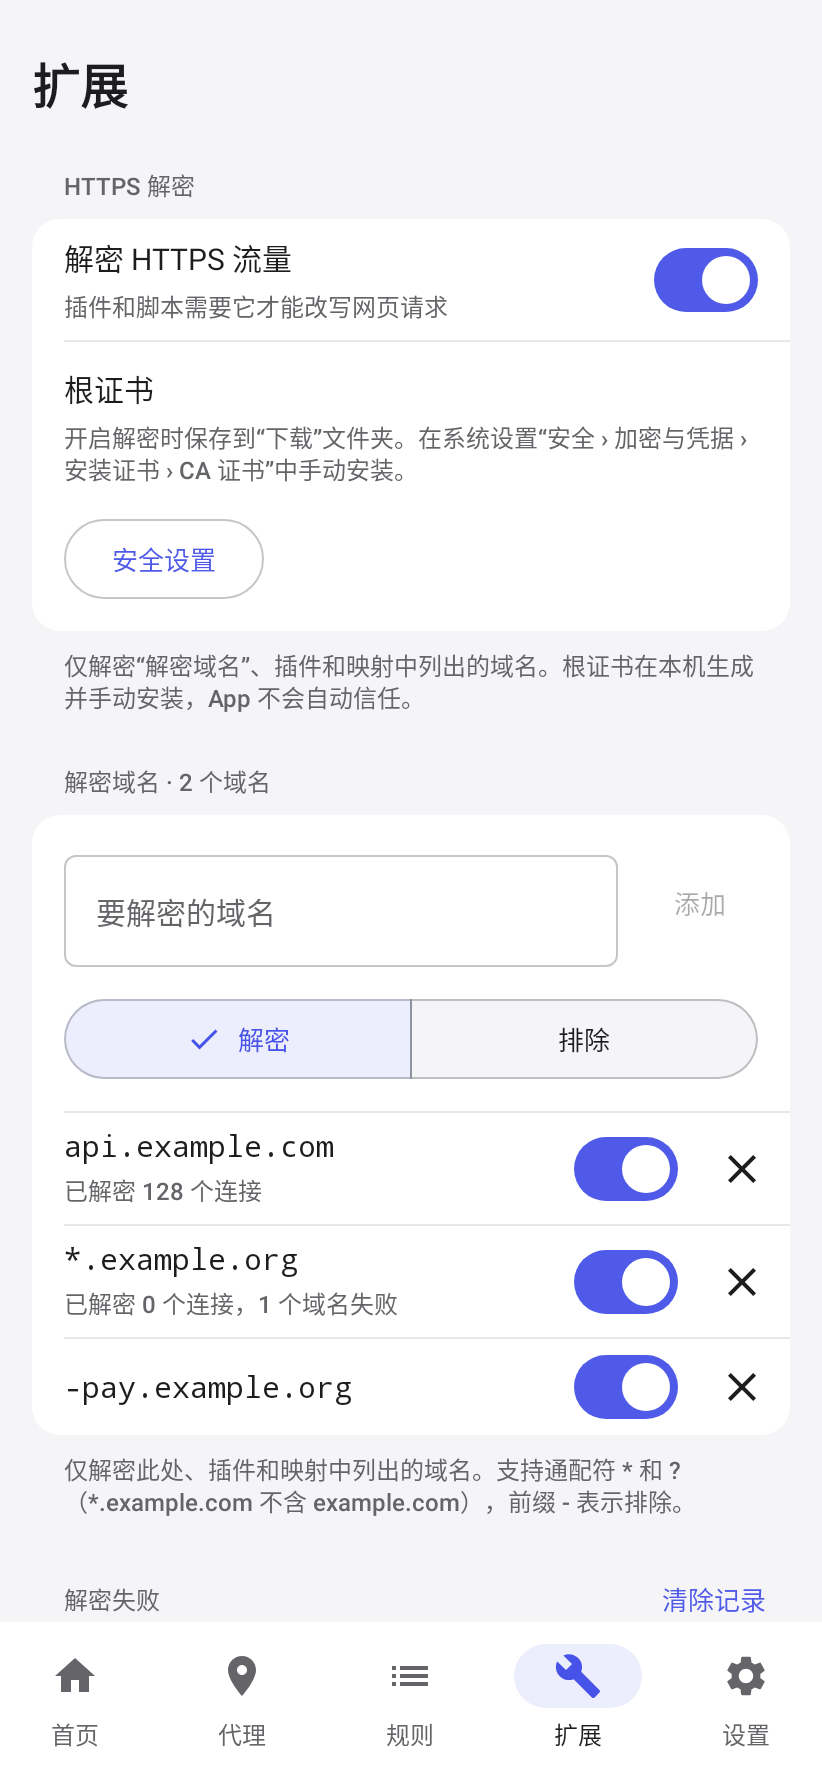 扩展
HTTPS 解密
解密 HTTPS 流量
插件和脚本需要它才能改写网页请求
根证书
开启解密时保存到“下载”文件夹。在系统设置“安全 › 加密与凭据 ›
安装证书 › CA 证书”中手动安装。
安全设置
仅解密“解密域名”、插件和映射中列出的域名。根证书在本机生成
并手动安装，App 不会自动信任。
解密域名 · 2 个域名
要解密的域名
添加
解密
排除
api.example.com
已解密 128 个连接
*.example.org
已解密 0 个连接，1 个域名失败
-pay.example.org
仅解密此处、插件和映射中列出的域名。支持通配符 * 和 ?
（*.example.com 不含 example.com），前缀 - 表示排除。
解密失败
清除记录
首页
代理
规则
扩展
设置